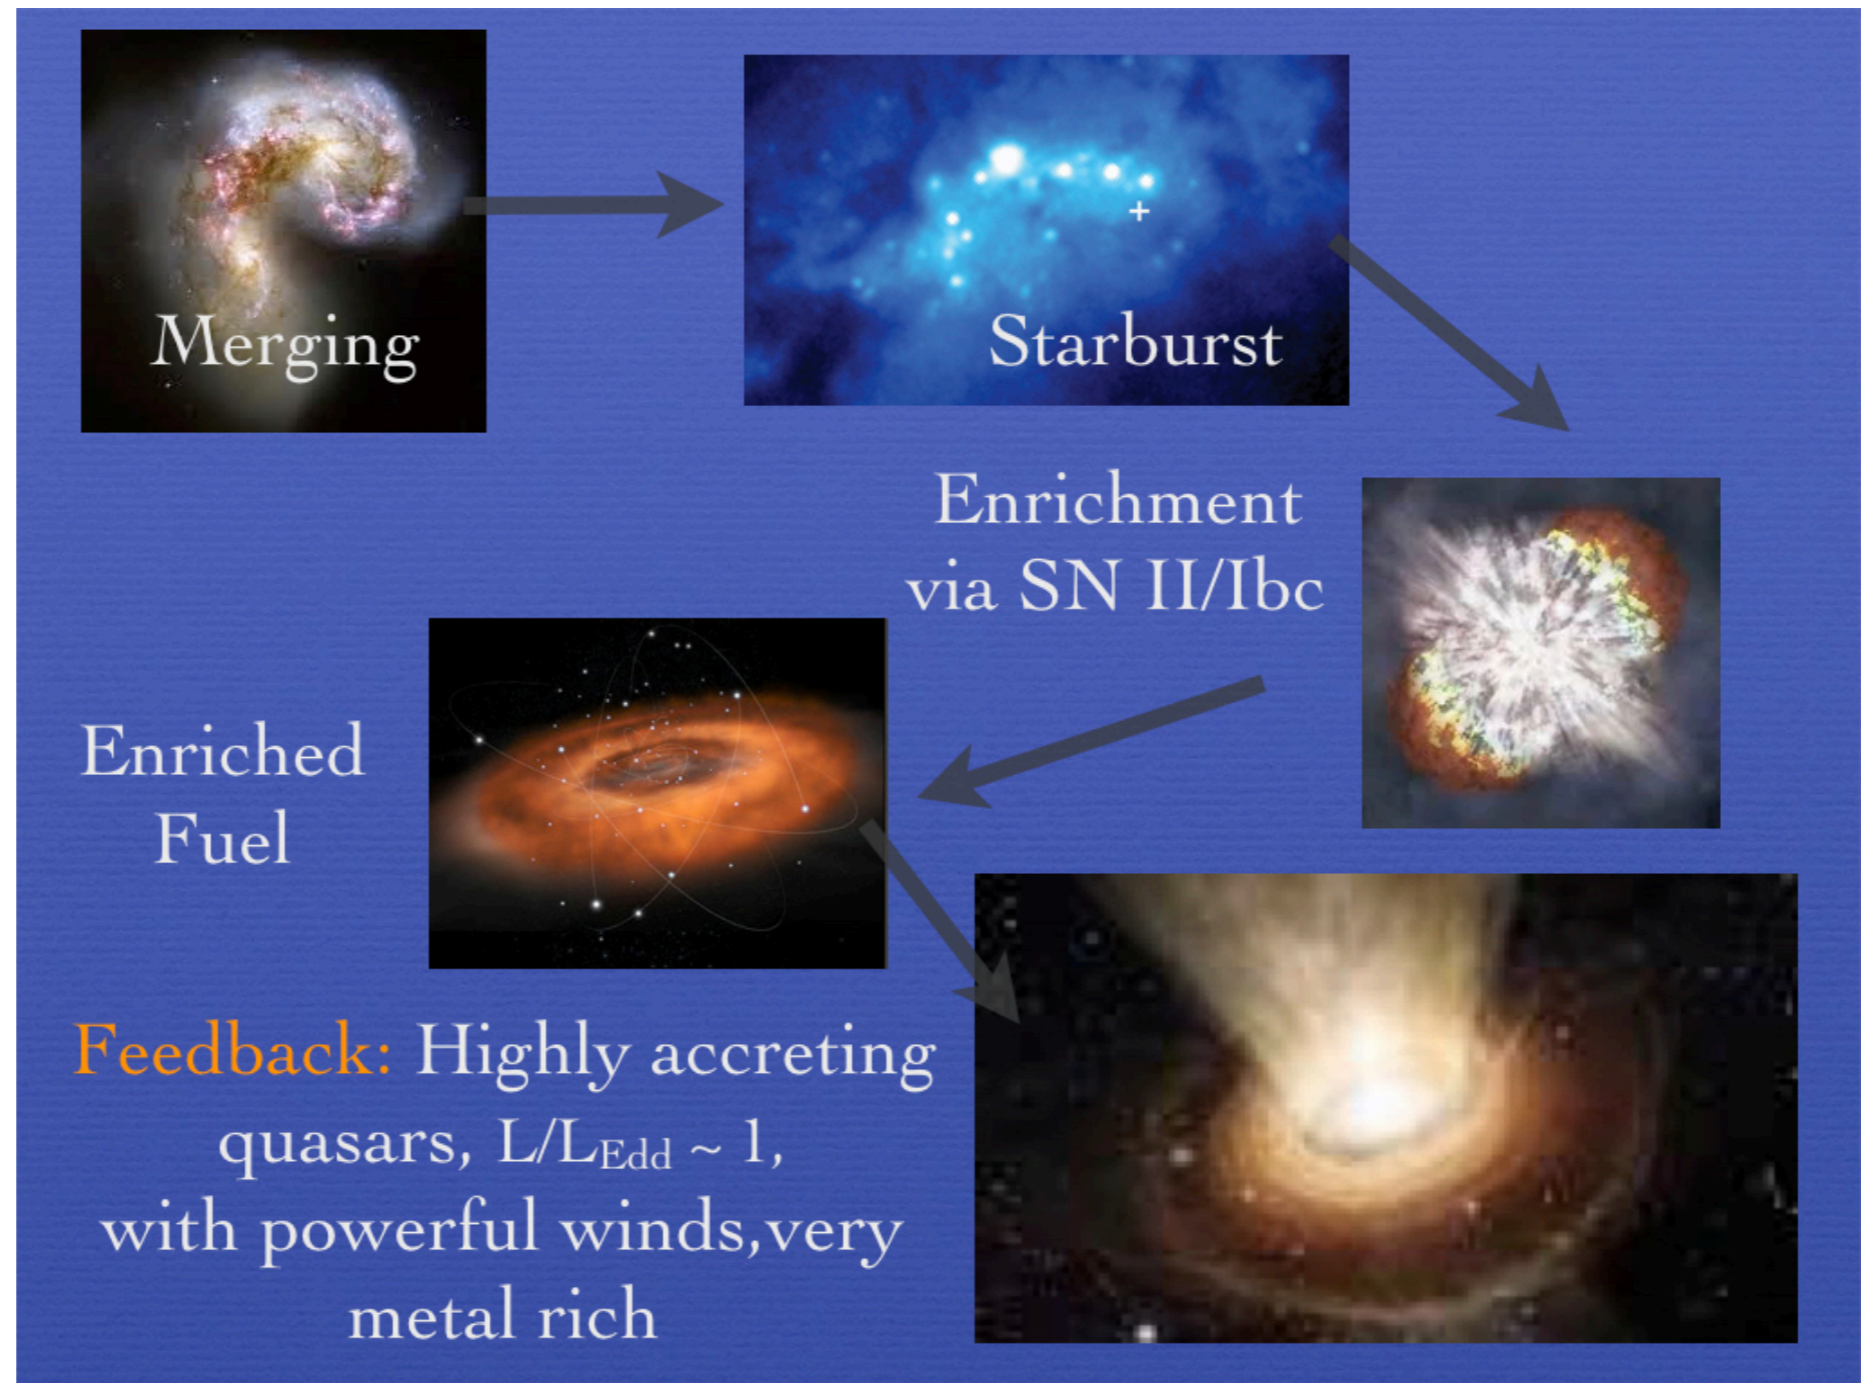 Merging
Starburst
Enrichment
via SN II/Ibc
Enriched
Fuel
Feedback: Highly accreting
quasars, L/L_Edd ~ 1,
with powerful winds,very
metal rich